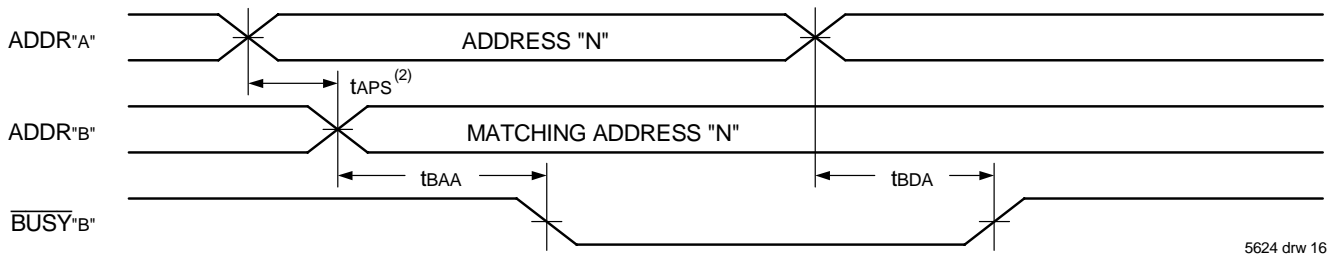 ADDR"A"
ADDRESS "N"
tAPS(2)
ADDR"B"
MATCHING ADDRESS "N"
tBAA
tBDA
BUSY"B"
5624 drw 16